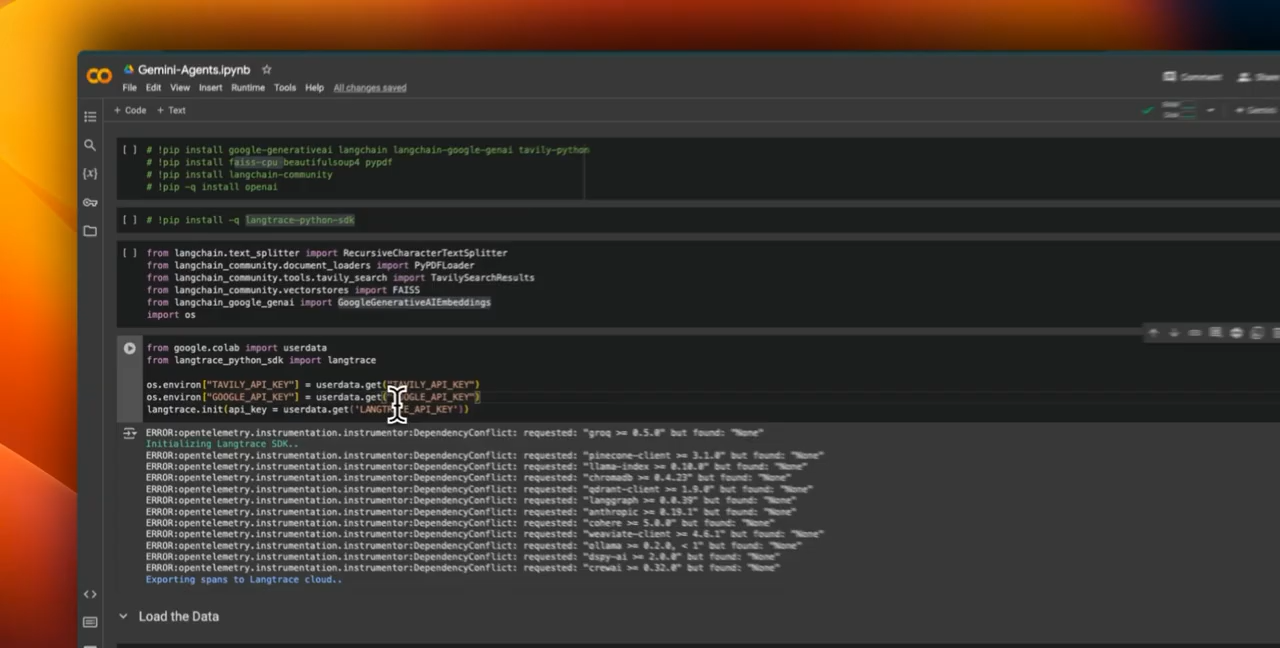 Gemini-Agents.ipynb
File Edit View Insert Runtime Tools Help All changes saved
Comment Share
+ Code + Text
Gemini
[ ] # !pip install google-generativeai langchain langchain-google-genai tavily-python
# !pip install faiss-cpu beautifulsoup4 pypdf
# !pip install langchain-community
# !pip -q install openai
[ ] # !pip install -q langtrace-python-sdk
[ ] from langchain.text_splitter import RecursiveCharacterTextSplitter
from langchain_community.document_loaders import PyPDFLoader
from langchain_community.tools.tavily_search import TavilySearchResults
from langchain_community.vectorstores import FAISS
from langchain_google_genai import GoogleGenerativeAIEmbeddings
import os
from google.colab import userdata
from langtrace_python_sdk import langtrace
os.environ["TAVILY_API_KEY"] = userdata.get("TAVILY_API_KEY")
os.environ["GOOGLE_API_KEY"] = userdata.get("GOOGLE_API_KEY")
langtrace.init(api_key = userdata.get('LANGTRACE_API_KEY'))
ERROR:opentelemetry.instrumentation.instrumentor:DependencyConflict: requested: "groq >= 0.5.0" but found: "None"
Initializing Langtrace SDK..
ERROR:opentelemetry.instrumentation.instrumentor:DependencyConflict: requested: "pinecone-client >= 3.1.0" but found: "None"
ERROR:opentelemetry.instrumentation.instrumentor:DependencyConflict: requested: "llama-index >= 0.10.0" but found: "None"
ERROR:opentelemetry.instrumentation.instrumentor:DependencyConflict: requested: "chromadb >= 0.4.23" but found: "None"
ERROR:opentelemetry.instrumentation.instrumentor:DependencyConflict: requested: "qdrant-client >= 1.9.0" but found: "None"
ERROR:opentelemetry.instrumentation.instrumentor:DependencyConflict: requested: "langgraph >= 0.0.39" but found: "None"
ERROR:opentelemetry.instrumentation.instrumentor:DependencyConflict: requested: "anthropic >= 0.19.1" but found: "None"
ERROR:opentelemetry.instrumentation.instrumentor:DependencyConflict: requested: "cohere >= 5.0.0" but found: "None"
ERROR:opentelemetry.instrumentation.instrumentor:DependencyConflict: requested: "weaviate-client >= 4.6.1" but found: "None"
ERROR:opentelemetry.instrumentation.instrumentor:DependencyConflict: requested: "ollama >= 0.2.0, < 1" but found: "None"
ERROR:opentelemetry.instrumentation.instrumentor:DependencyConflict: requested: "dspy-ai >= 2.0.0" but found: "None"
ERROR:opentelemetry.instrumentation.instrumentor:DependencyConflict: requested: "crewai >= 0.32.0" but found: "None"
Exporting spans to Langtrace cloud..
Load the Data